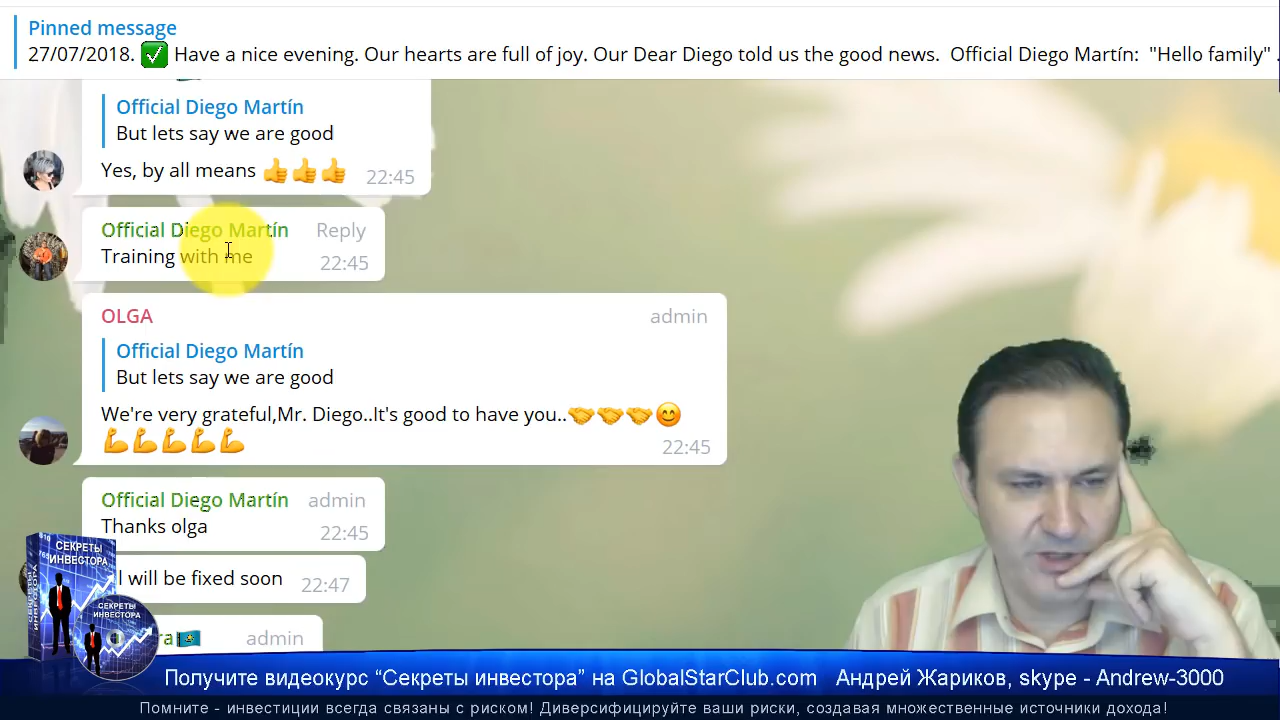 Pinned message
27/07/2018. ✅ Have a nice evening. Our hearts are full of joy. Our Dear Diego told us the good news.  Official Diego Martín:  "Hello family" .
Official Diego Martín
But lets say we are good
Yes, by all means 👍👍👍 22:45
Official Diego Martín Reply
Training with me 22:45
OLGA admin
Official Diego Martín
But lets say we are good
We're very grateful,Mr. Diego..It's good to have you..🤝🤝🤝😊
💪💪💪💪💪 22:45
Official Diego Martín admin
Thanks olga 22:45
will be fixed soon 22:47
admin
СЕКРЕТЫ
ИНВЕСТОРА
СЕКРЕТЫ
ИНВЕСТОРА
Получите видеокурс “Секреты инвестора” на GlobalStarClub.com Андрей Жариков, skype - Andrew-3000
Помните - инвестиции всегда связаны с риском! Диверсифицируйте ваши риски, создавая множественные источники дохода!